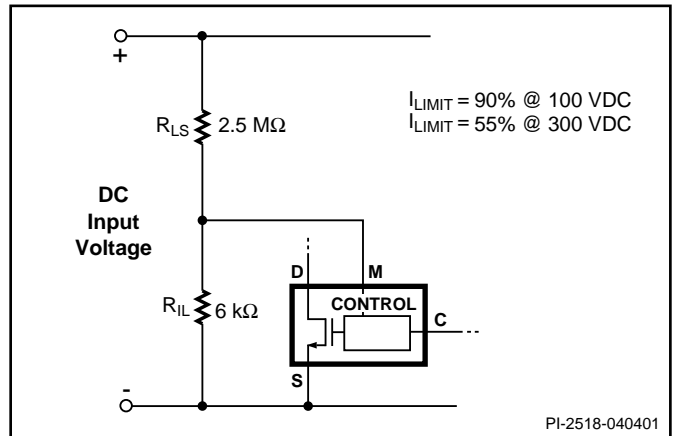 +
R_LS 2.5 MΩ
I_LIMIT = 90% @ 100 VDC
I_LIMIT = 55% @ 300 VDC
DC
Input
Voltage
D M
R_IL 6 kΩ
CONTROL
C
S
-
PI-2518-040401